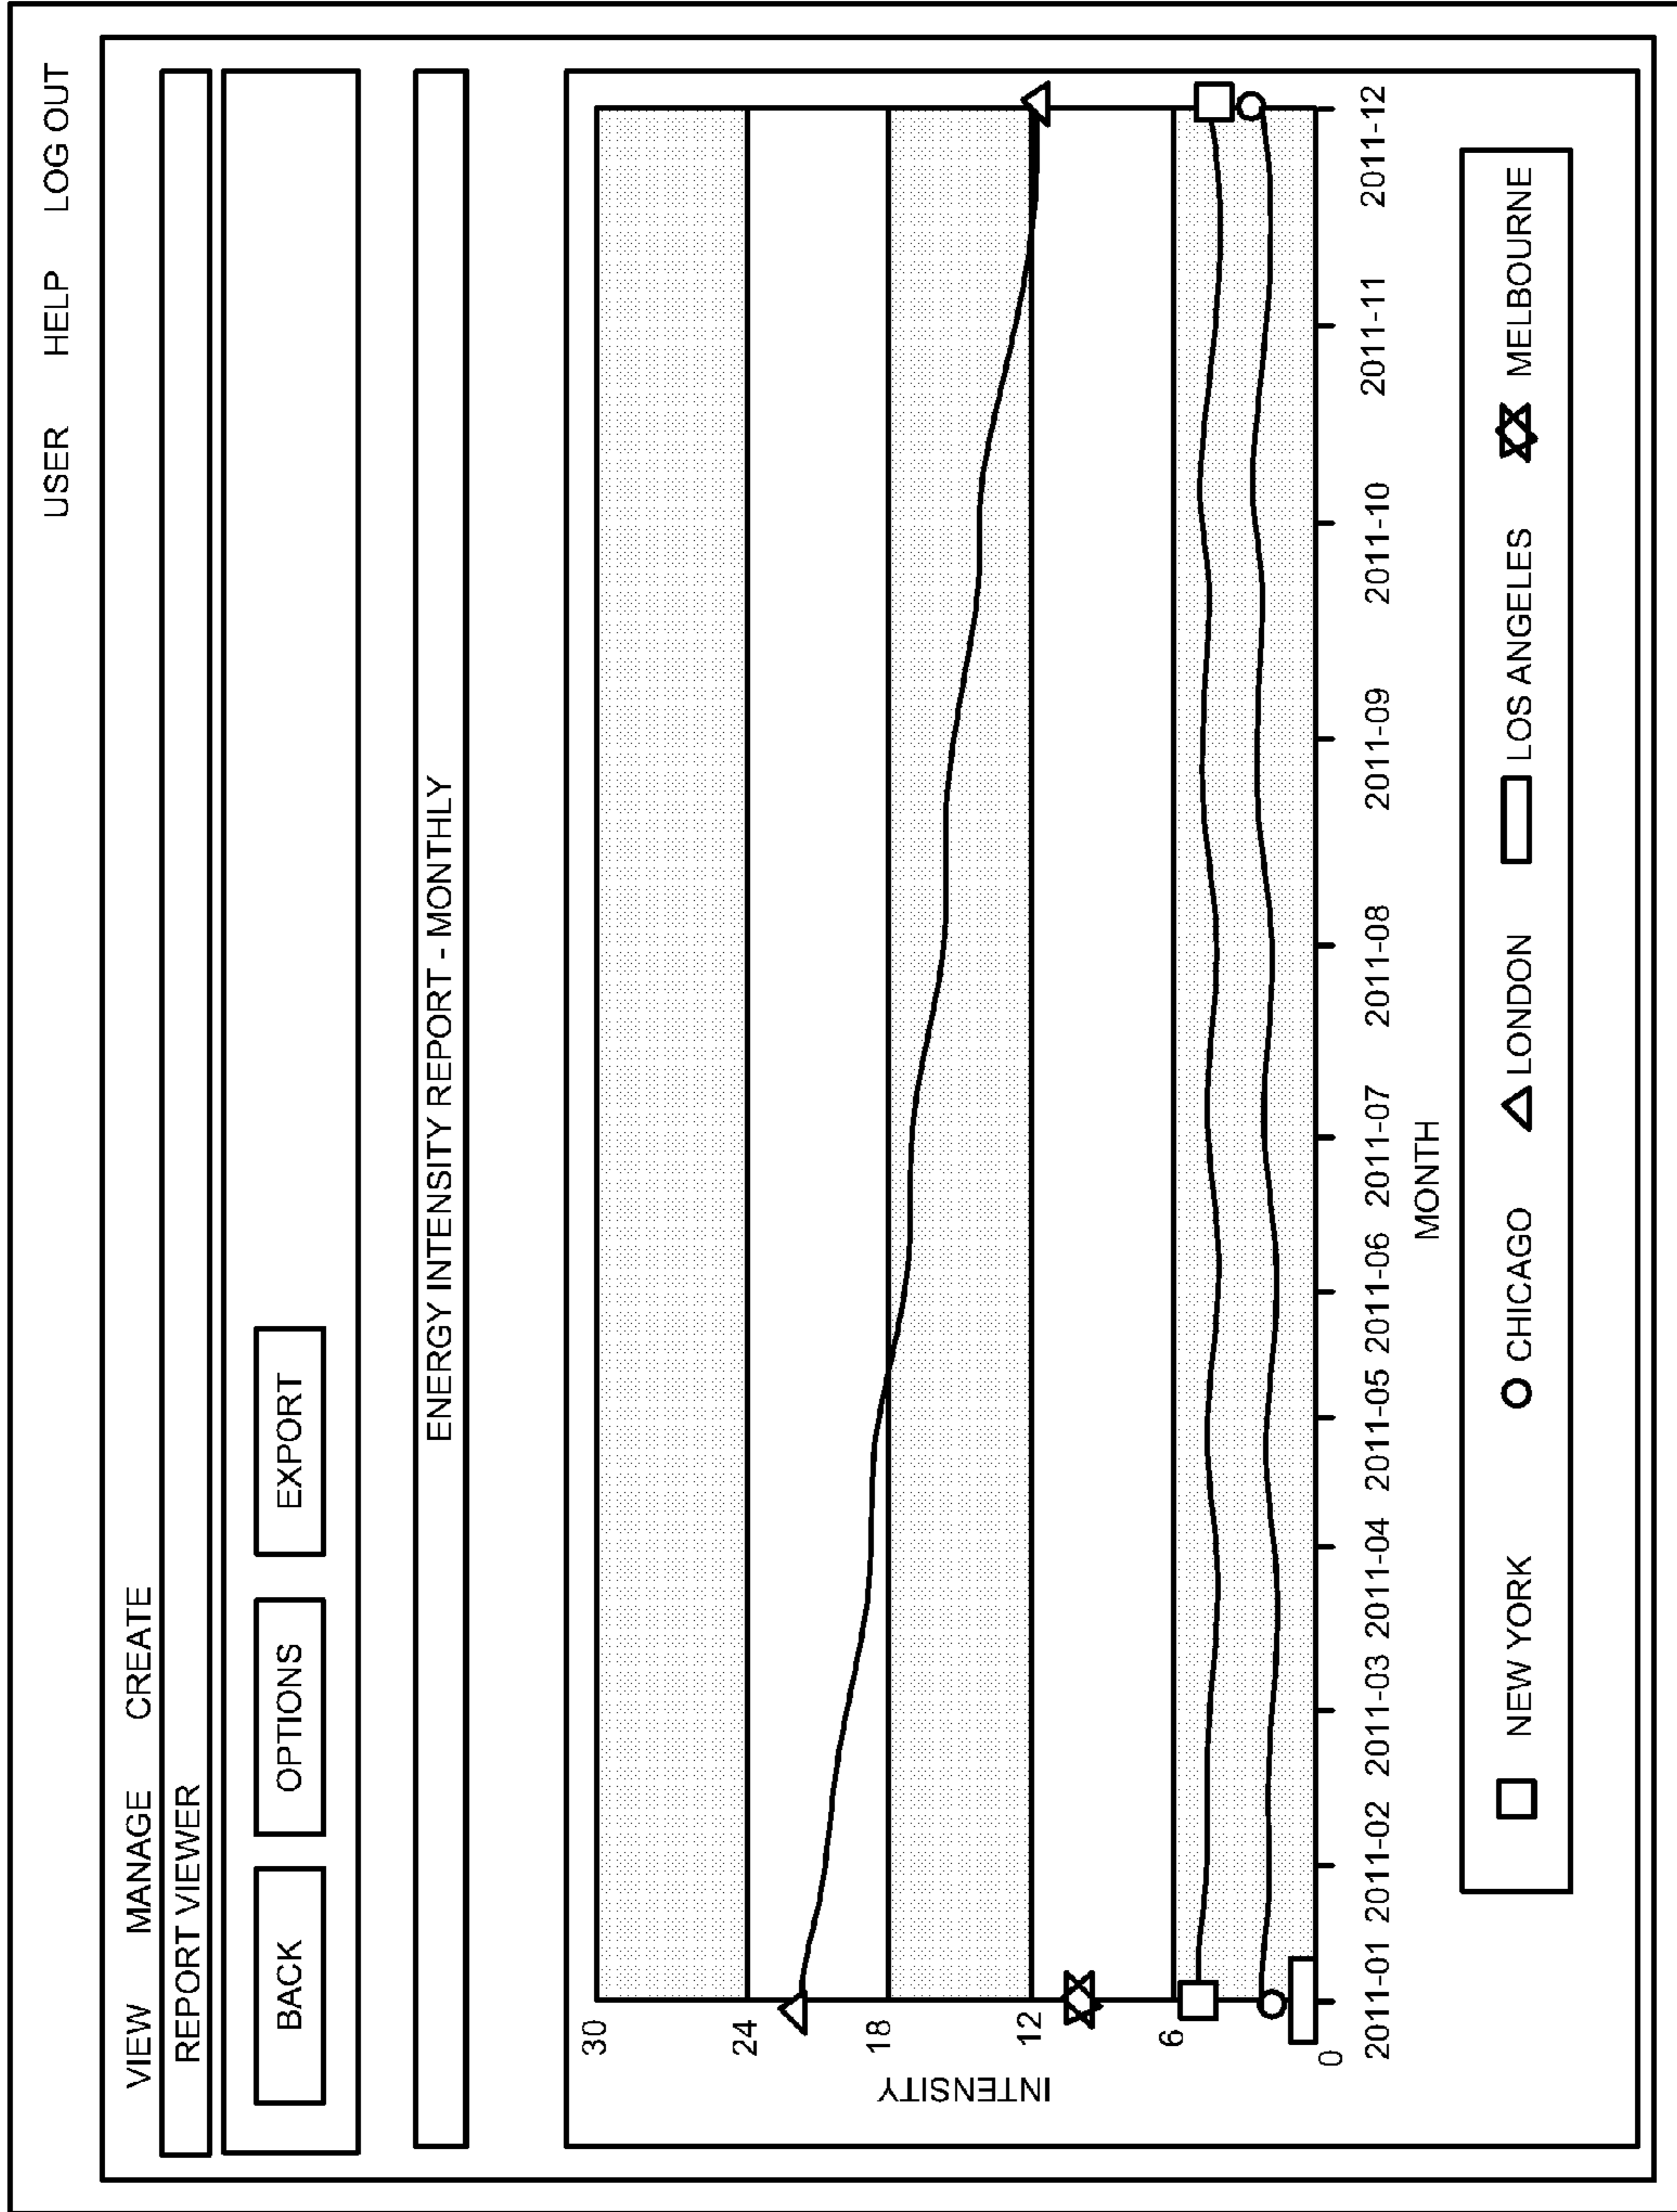 USER HELP LOG OUT
VIEW MANAGE CREATE
REPORT VIEWER
BACK OPTIONS EXPORT
ENERGY INTENSITY REPORT - MONTHLY
30
24
18
12
6
0
INTENSITY
2011-01 2011-02 2011-03 2011-04 2011-05 2011-06 2011-07 2011-08 2011-09 2011-10 2011-11 2011-12
MONTH
NEW YORK CHICAGO LONDON LOS ANGELES MELBOURNE